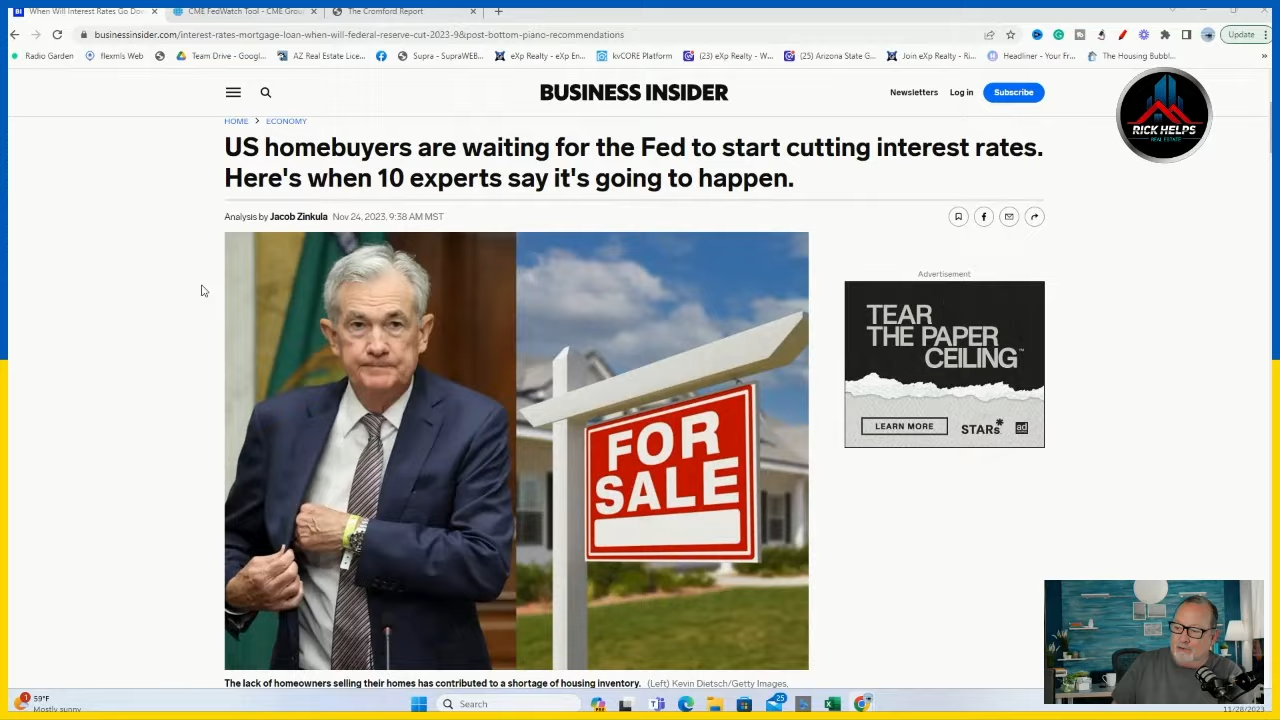 When Will Interest Rates Go Do
CME FedWatch Tool - CME Grou
The Cromford Report
businessinsider.com/interest-rates-mortgage-loan-when-will-federal-reserve-cut-2023-9&post-bottom-piano-recommendations
Update
Radio Garden
flexmls Web
Team Drive - Googl...
AZ Real Estate Lice...
Supra - SupraWEB...
eXp Realty - eXp En...
kvCORE Platform
(23) eXp Realty - W...
(25) Arizona State G...
Join eXp Realty - Ri...
Headliner - Your Fr...
The Housing Bubbl...
BUSINESS INSIDER
Newsletters
Log in
Subscribe
RICK HELPS
REAL ESTATE
HOME > ECONOMY
US homebuyers are waiting for the Fed to start cutting interest rates.
Here's when 10 experts say it's going to happen.
Analysis by Jacob Zinkula Nov 24, 2023, 9:38 AM MST
FOR
SALE
Advertisement
TEAR
THE PAPER
CEILING™
LEARN MORE
STARs
ad
The lack of homeowners selling their homes has contributed to a shortage of housing inventory. (Left) Kevin Dietsch/Getty Images,
1
59°F
Mostly sunny
Search
25
11/28/2023